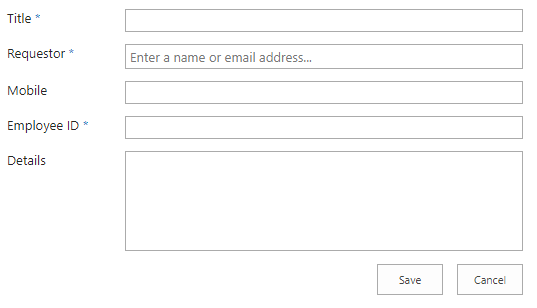 Title *
Requestor * Enter a name or email address...
Mobile
Employee ID *
Details
Save Cancel